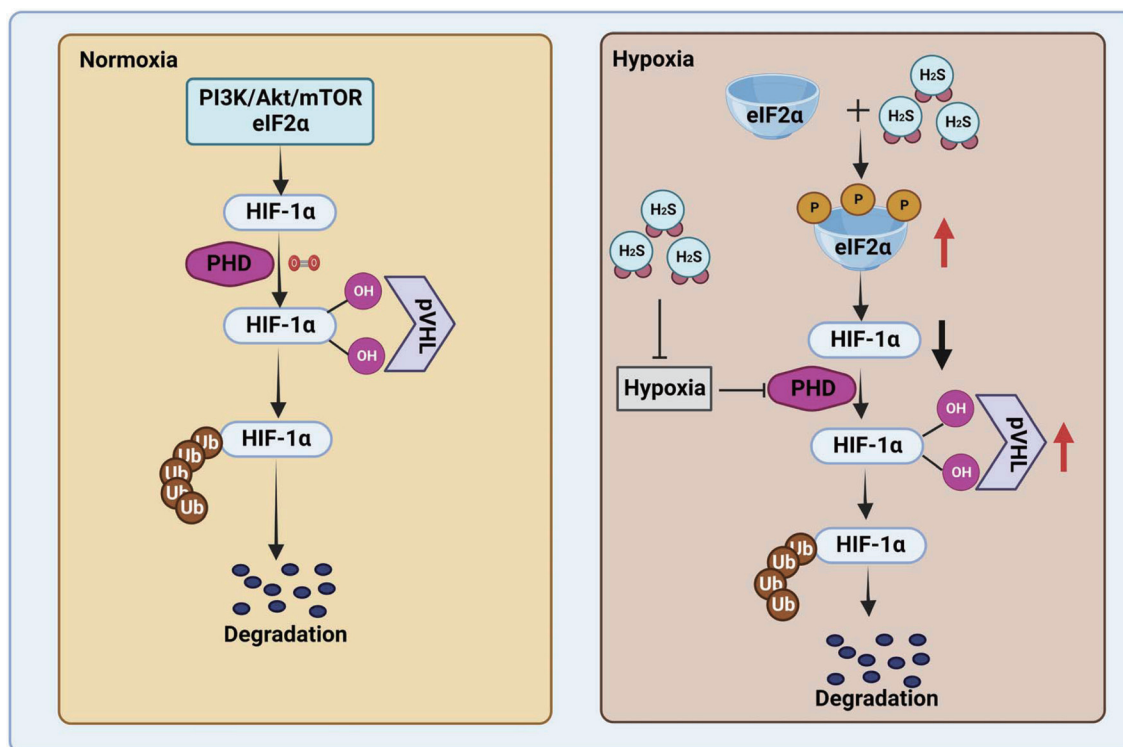 Normoxia
PI3K/Akt/mTOR
eIF2α
HIF-1α
PHD
O O
HIF-1α
OH
OH
pVHL
HIF-1α
Ub
Ub
Ub
Ub
Ub
Degradation
Hypoxia
eIF2α
+
H₂S
H₂S
H₂S
P
P
P
eIF2α
H₂S
H₂S
H₂S
HIF-1α
Hypoxia
PHD
HIF-1α
OH
OH
pVHL
HIF-1α
Ub
Ub
Ub
Ub
Degradation